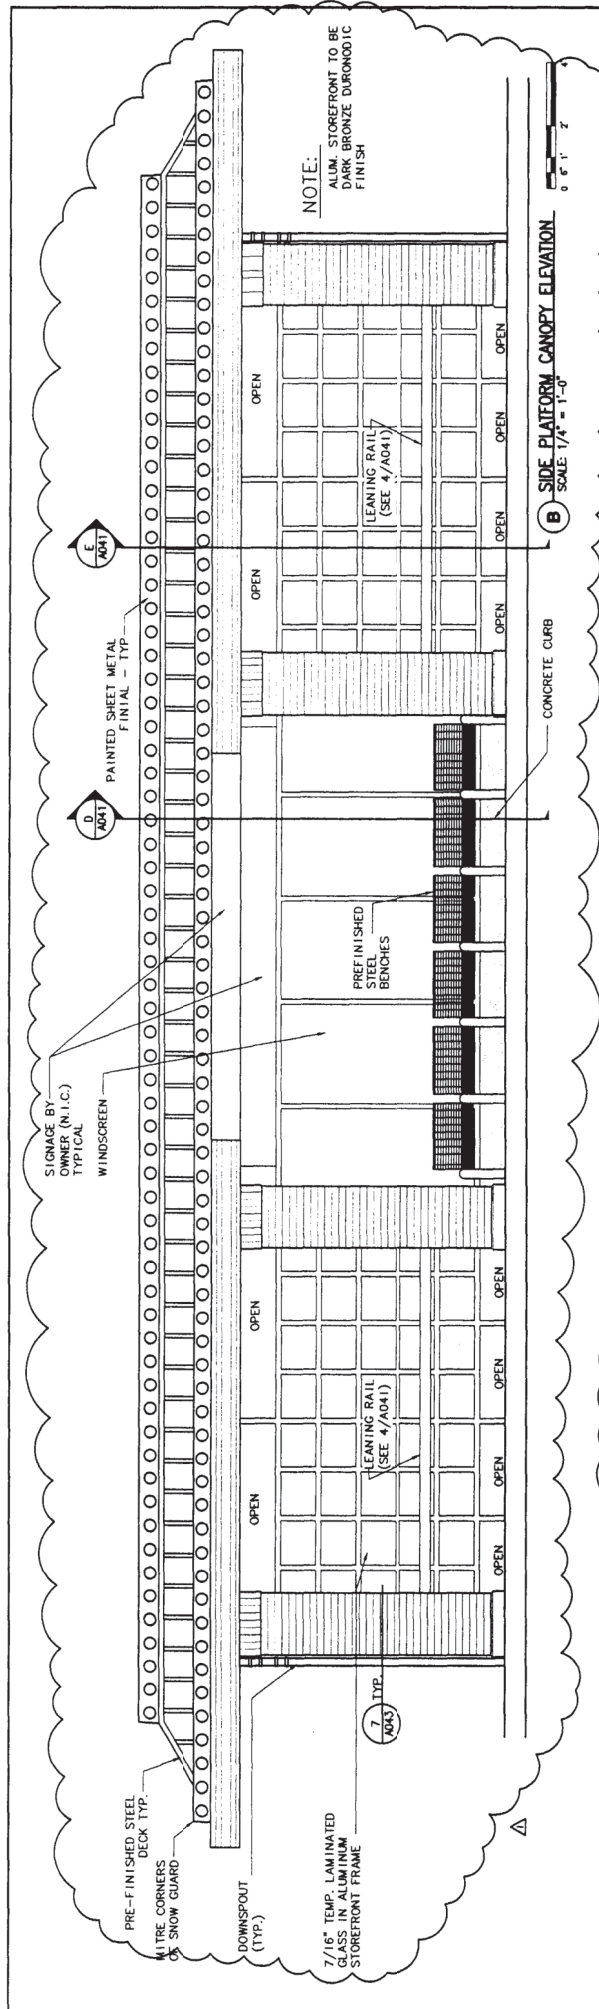 SIGNAGE BY
OWNER (N.I.C.)
TYPICAL
WINDSCREEN
PRE-FINISHED STEEL
DECK TYP.
MITRE CORNERS
OF SNOW GUARD
DOWNSPOUT
(TYP.)
7/16" TEMP. LAMINATED
GLASS IN ALUMINUM
STOREFRONT FRAME
7
A043
TYP.
OPEN
OPEN
LEANING RAIL
(SEE 4/A041)
OPEN
OPEN
PREFINISHED
STEEL
BENCHES
D
A041
PAINTED SHEET METAL
FINIAL - TYP
E
A041
OPEN
OPEN
LEANING RAIL
(SEE 4/A041)
OPEN
OPEN
OPEN
CONCRETE CURB
NOTE:
ALUM. STOREFRONT TO BE
DARK BRONZE DURONODIC
FINISH
B
SIDE PLATFORM CANOPY ELEVATION
SCALE: 1/4" = 1'-0"
0 6" 1' 2' 4'